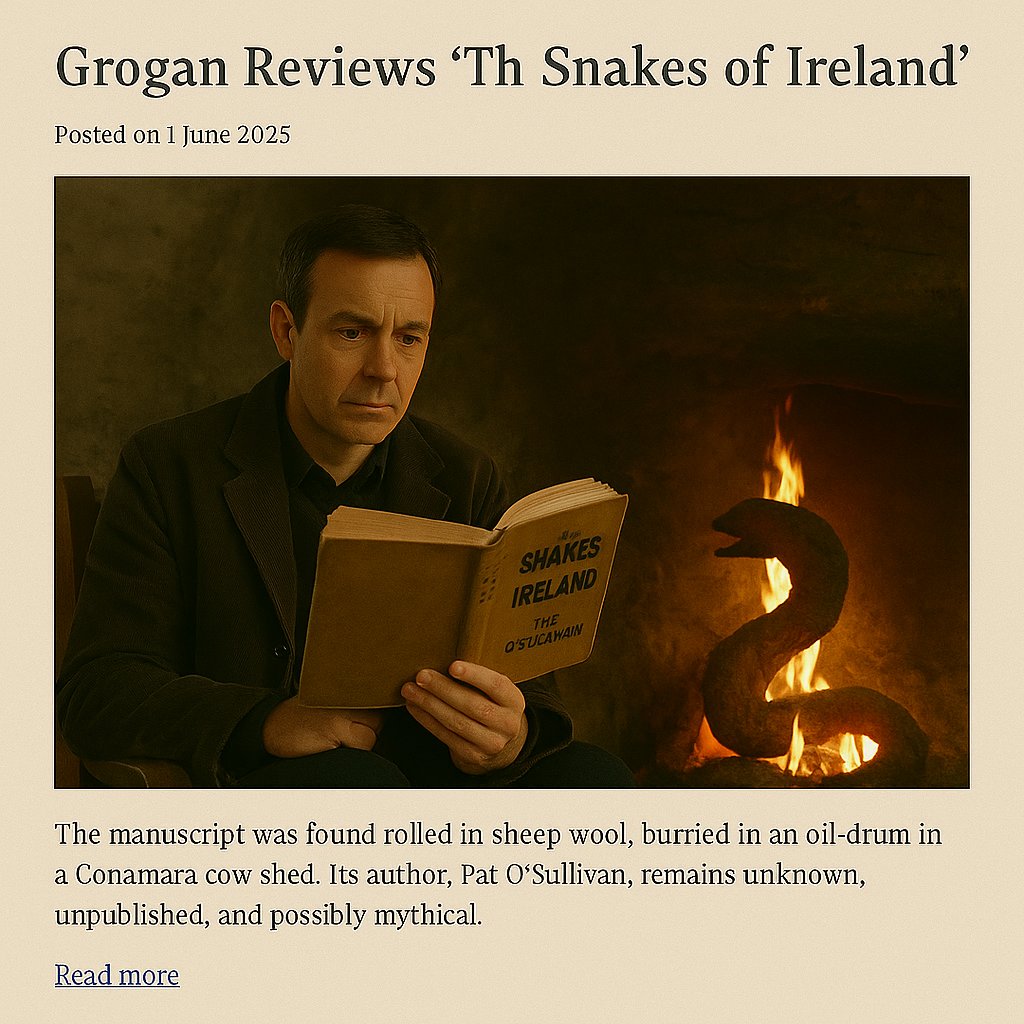 Grogan Reviews ‘Th Snakes of Ireland’
Posted on 1 June 2025
SHAKES
IRELAND
THE
O'SUCAWAIN
The manuscript was found rolled in sheep wool, burried in an oil-drum in
a Conamara cow shed. Its author, Pat O‘Sullivan, remains unknown,
unpublished, and possibly mythical.
Read more